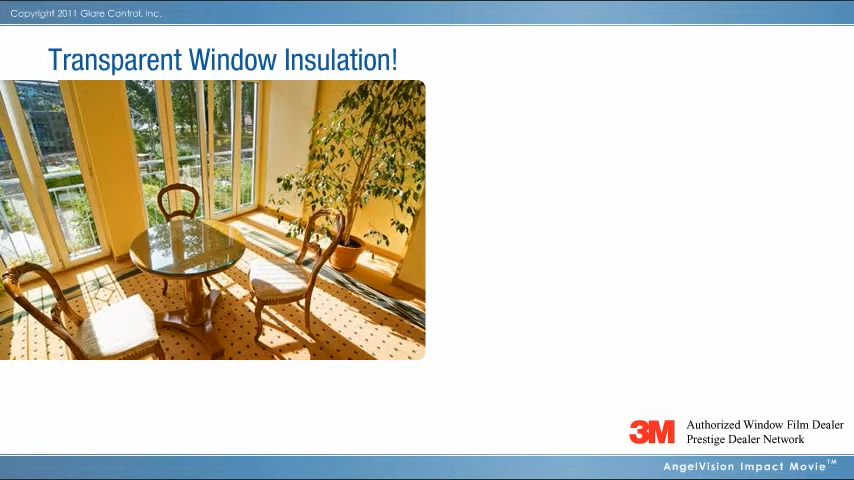 Copyright 2011 Glare Control, Inc.
Transparent Window Insulation!
3M
Authorized Window Film Dealer
Prestige Dealer Network
AngelVision Impact Movie™